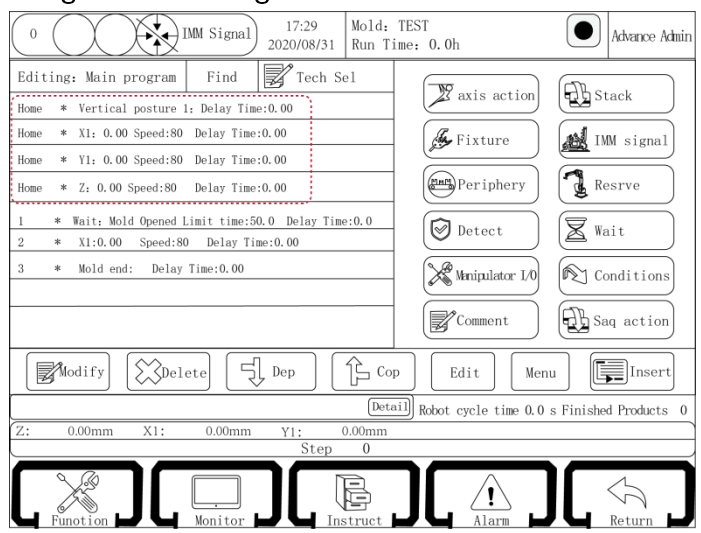 0 IMM Signal 17:29 2020/08/31 Mold: TEST Run Time: 0.0h Advance Admin
Editing: Main program Find Tech Sel
Home * Vertical posture 1: Delay Time:0.00
Home * X1: 0.00 Speed:80 Delay Time:0.00
Home * Y1: 0.00 Speed:80 Delay Time:0.00
Home * Z: 0.00 Speed:80 Delay Time:0.00
1 * Wait: Mold Opened Limit time:50.0 Delay Time:0.0
2 * X1:0.00 Speed:80 Delay Time:0.00
3 * Mold end: Delay Time:0.00
axis action Stack
Fixture IMM signal
Periphery Resrve
Detect Wait
Manipulator I/O Conditions
Comment Saq action
Modify Delete Dep Cop Edit Menu Insert
Detail Robot cycle time 0.0 s Finished Products 0
Z: 0.00mm X1: 0.00mm Y1: 0.00mm
Step 0
Funotion Monitor Instruct Alarm Return